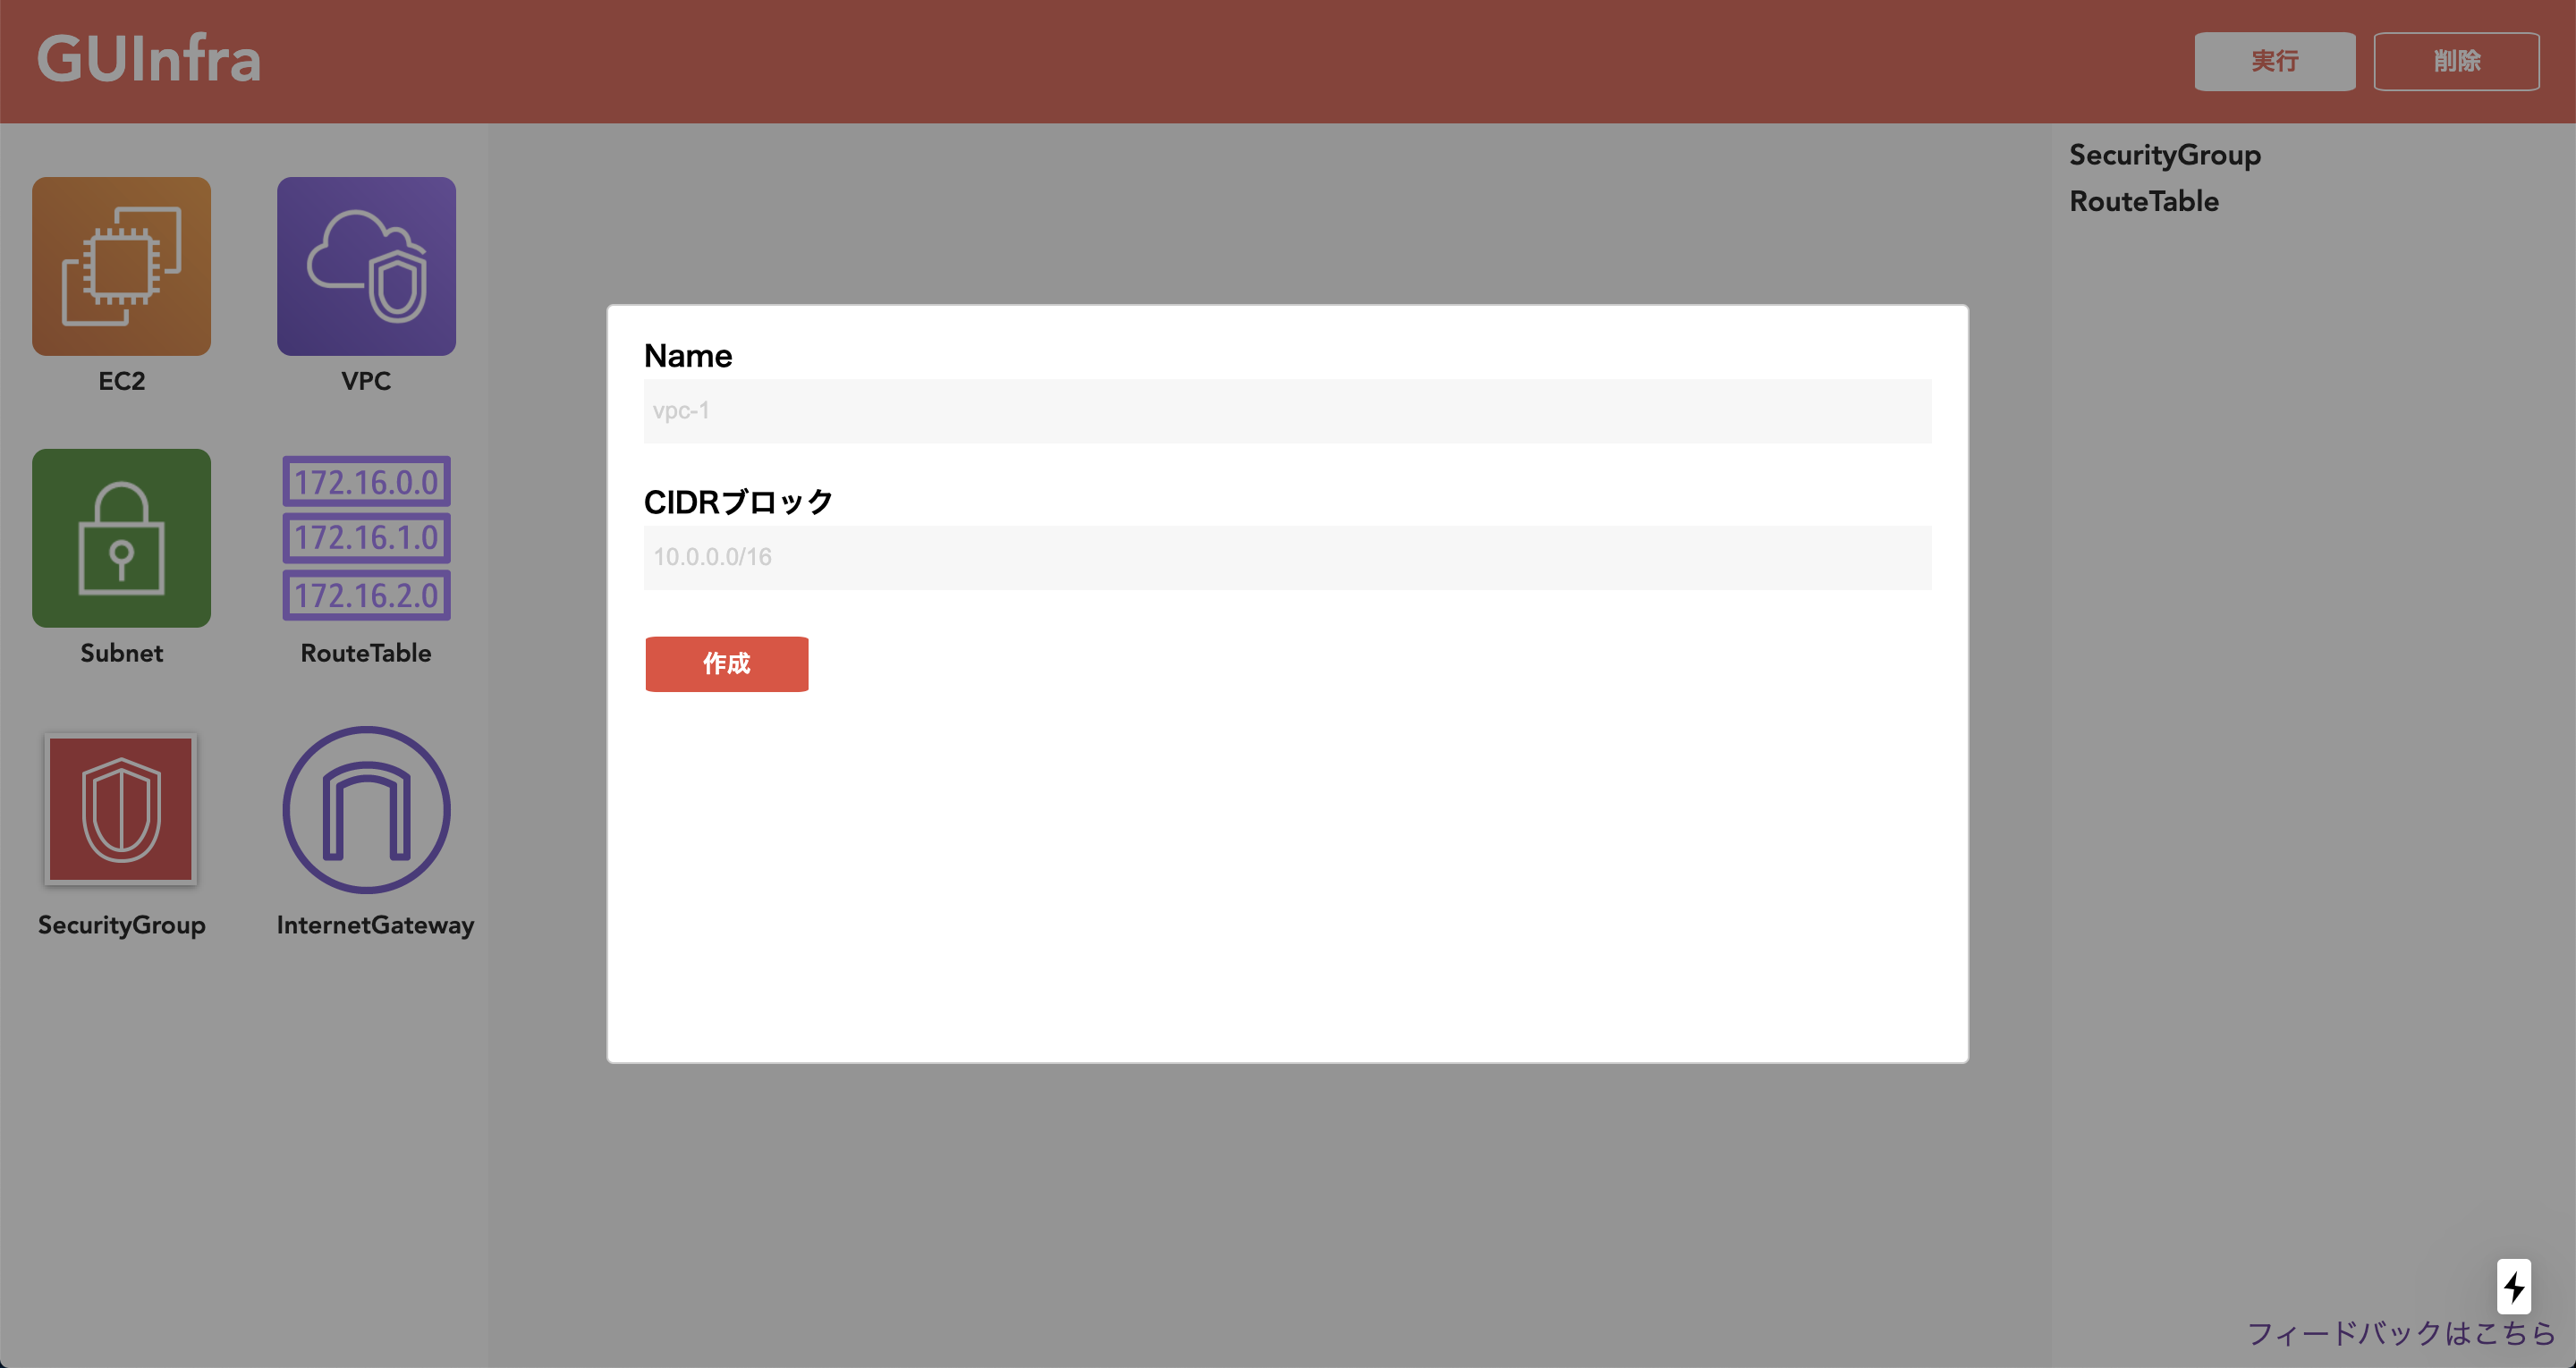 GUInfra
実行
削除
EC2
VPC
Subnet
172.16.0.0
172.16.1.0
172.16.2.0
RouteTable
SecurityGroup
InternetGateway
Name
vpc-1
CIDRブロック
10.0.0.0/16
作成
SecurityGroup
RouteTable
フィードバックはこちら